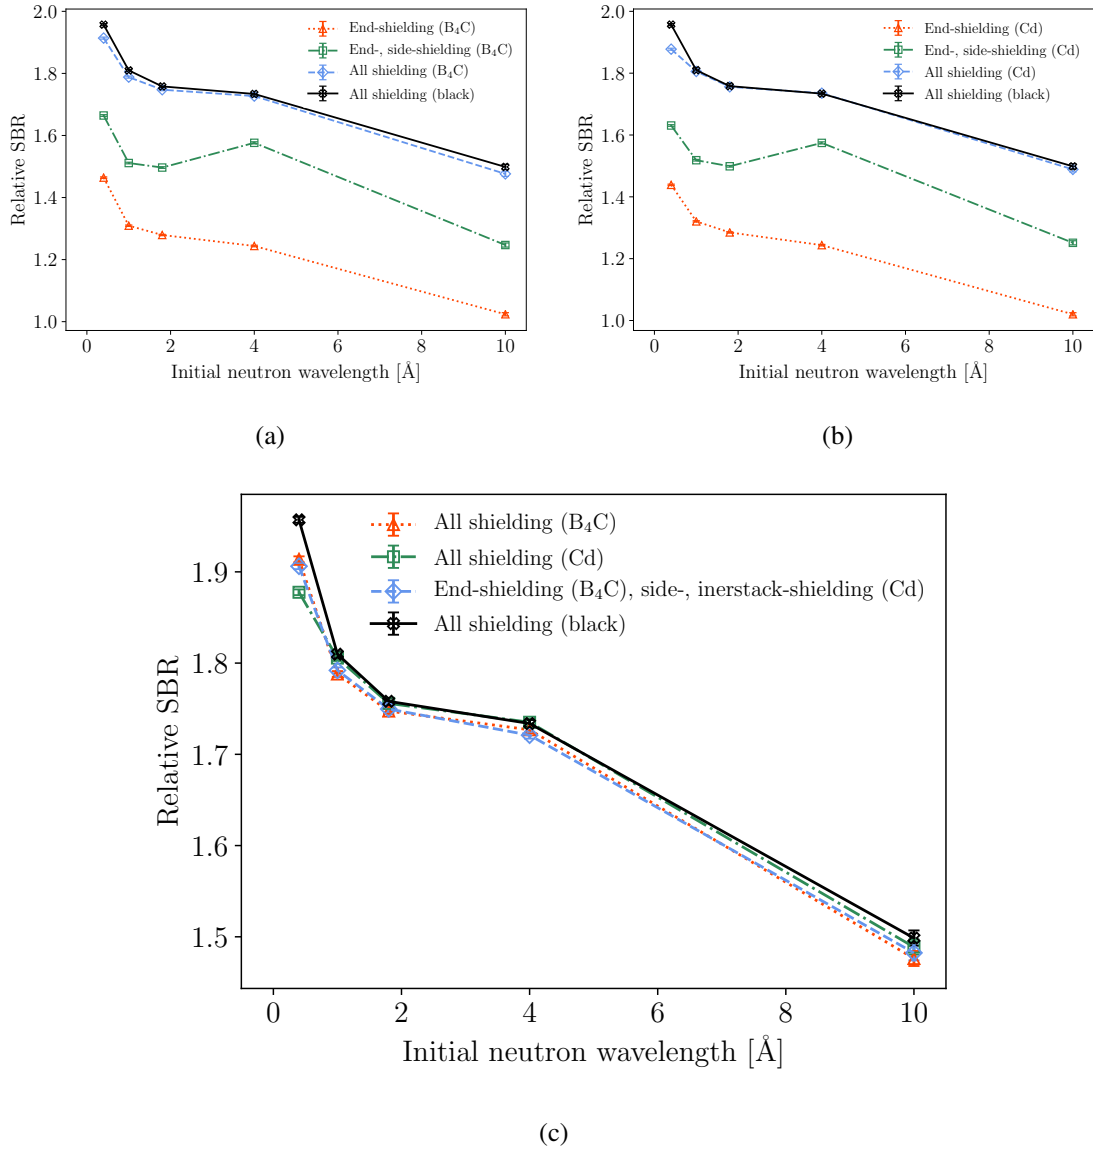 2.0
1.8
1.6
1.4
1.2
1.0
Relative SBR
End-shielding (B₄C)
End-, side-shielding (B₄C)
All shielding (B₄C)
All shielding (black)
0 2 4 6 8 10
Initial neutron wavelength [Å]
(a)
2.0
1.8
1.6
1.4
1.2
1.0
Relative SBR
End-shielding (Cd)
End-, side-shielding (Cd)
All shielding (Cd)
All shielding (black)
0 2 4 6 8 10
Initial neutron wavelength [Å]
(b)
1.9
1.8
1.7
1.6
1.5
Relative SBR
All shielding (B₄C)
All shielding (Cd)
End-shielding (B₄C), side-, inerstack-shielding (Cd)
All shielding (black)
0 2 4 6 8 10
Initial neutron wavelength [Å]
(c)